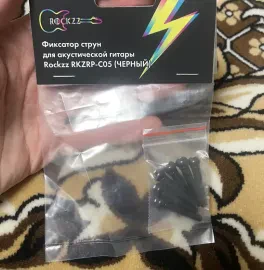 ROCKZZ
Фиксатор струн
для акустической гитары
Rockzz RKZRP-C05 (ЧЕРНЫЙ)